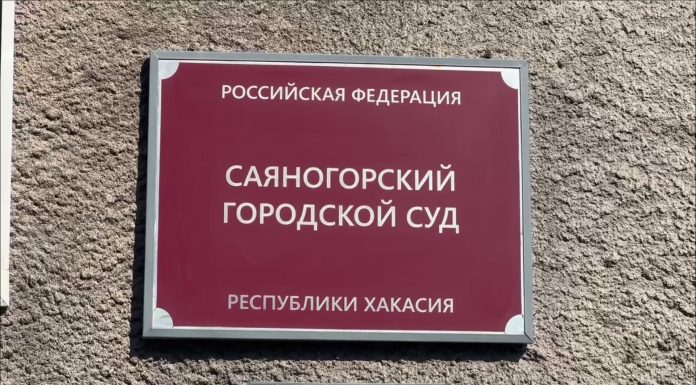 РОССИЙСКАЯ ФЕДЕРАЦИЯ
САЯНОГОРСКИЙ
ГОРОДСКОЙ СУД
РЕСПУБЛИКИ ХАКАСИЯ